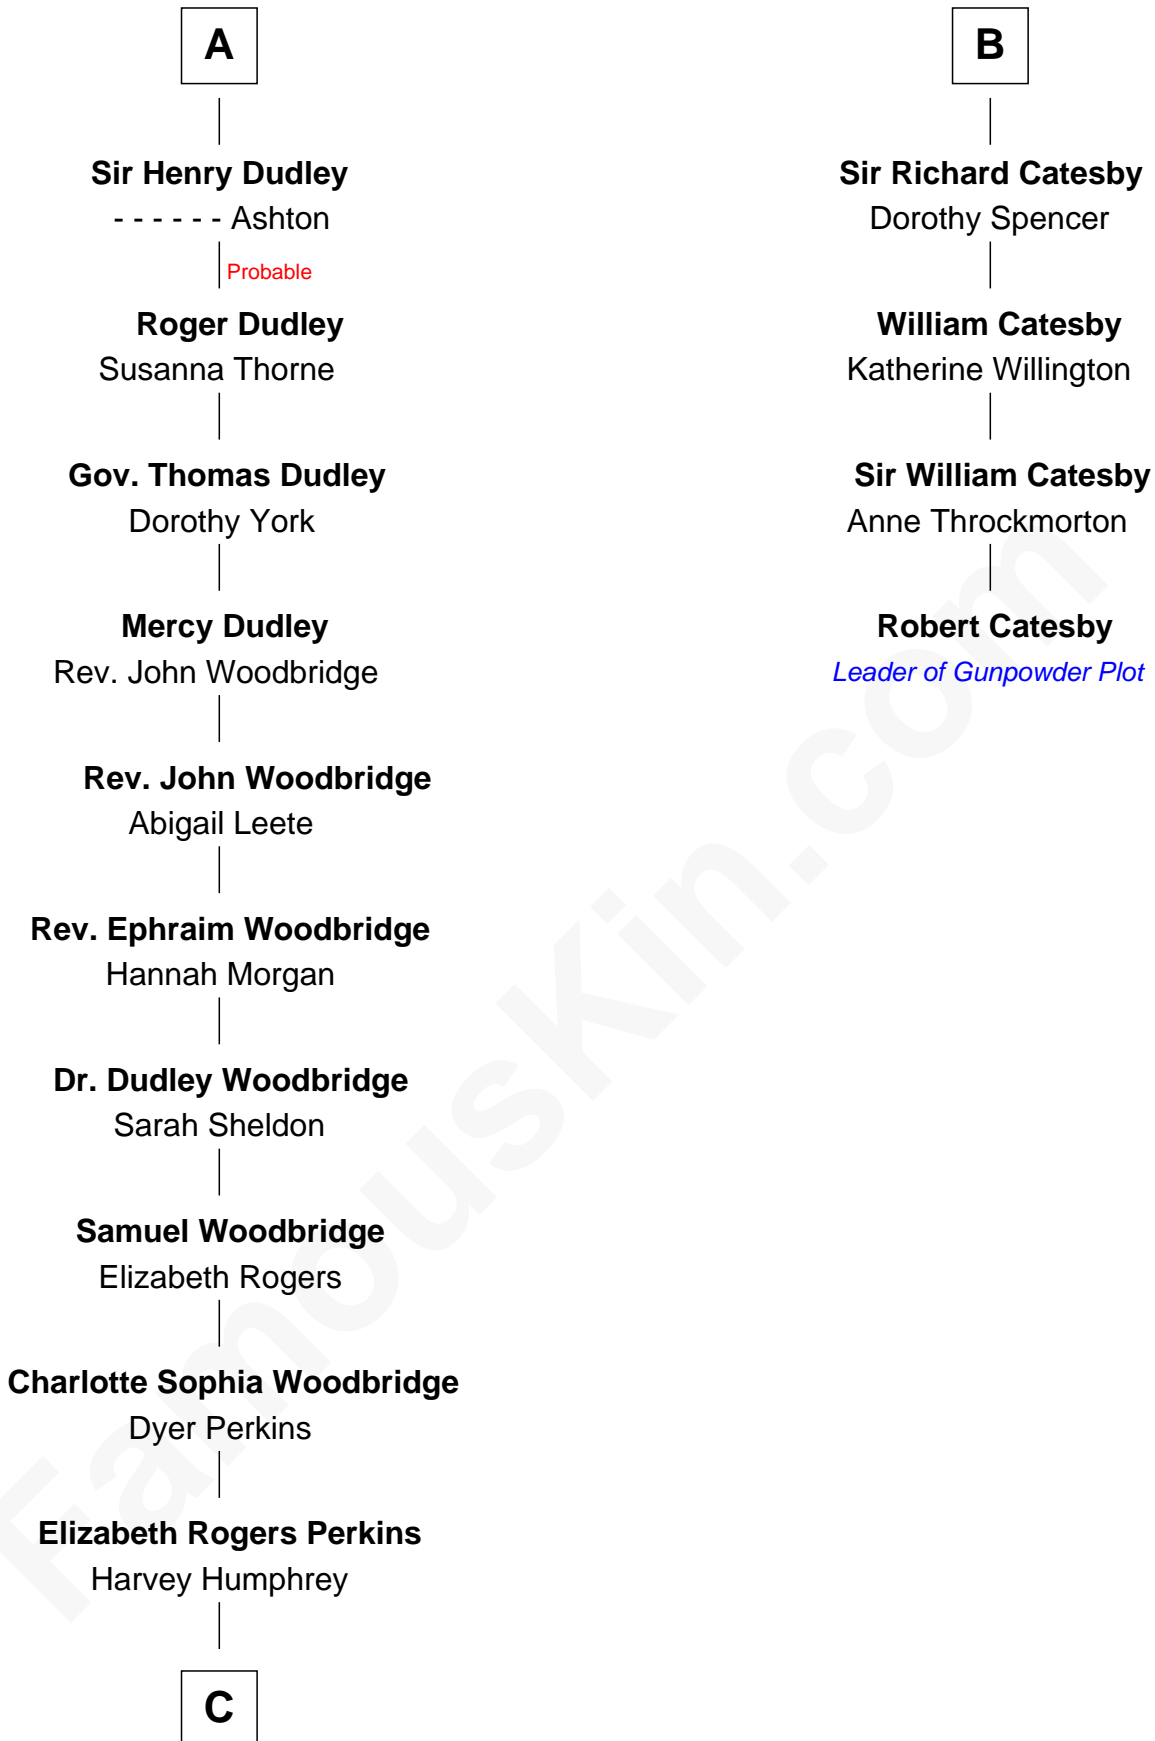 A
Sir Henry Dudley
- - - - - - Ashton
Probable
Roger Dudley
Susanna Thorne
Gov. Thomas Dudley
Dorothy York
Mercy Dudley
Rev. John Woodbridge
Rev. John Woodbridge
Abigail Leete
Rev. Ephraim Woodbridge
Hannah Morgan
Dr. Dudley Woodbridge
Sarah Sheldon
Samuel Woodbridge
Elizabeth Rogers
Charlotte Sophia Woodbridge
Dyer Perkins
Elizabeth Rogers Perkins
Harvey Humphrey
C
B
Sir Richard Catesby
Dorothy Spencer
William Catesby
Katherine Willington
Sir William Catesby
Anne Throckmorton
Robert Catesby
Leader of Gunpowder Plot
FamousKin.com